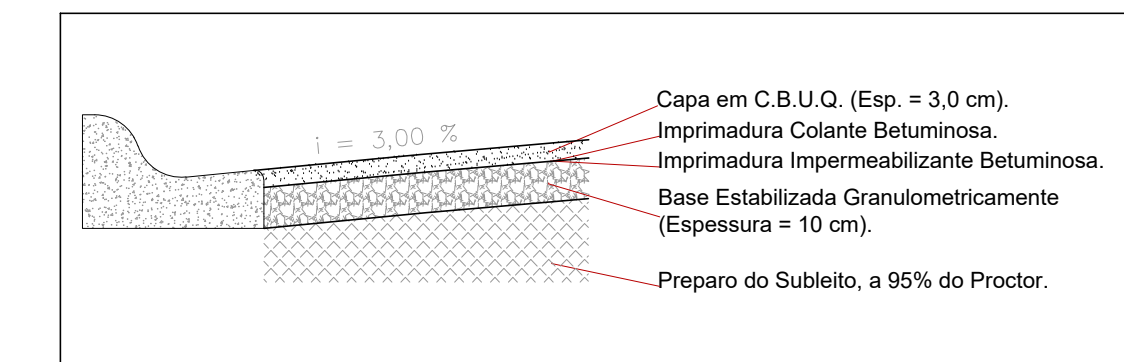 Capa em C.B.U.Q. (Esp. = 3,0 cm).
i = 3,00 %
Imprimadura Colante Betuminosa.
Imprimadura Impermeabilizante Betuminosa.
Base Estabilizada Granulometricamente
(Espessura = 10 cm).
Preparo do Subleito, a 95% do Proctor.